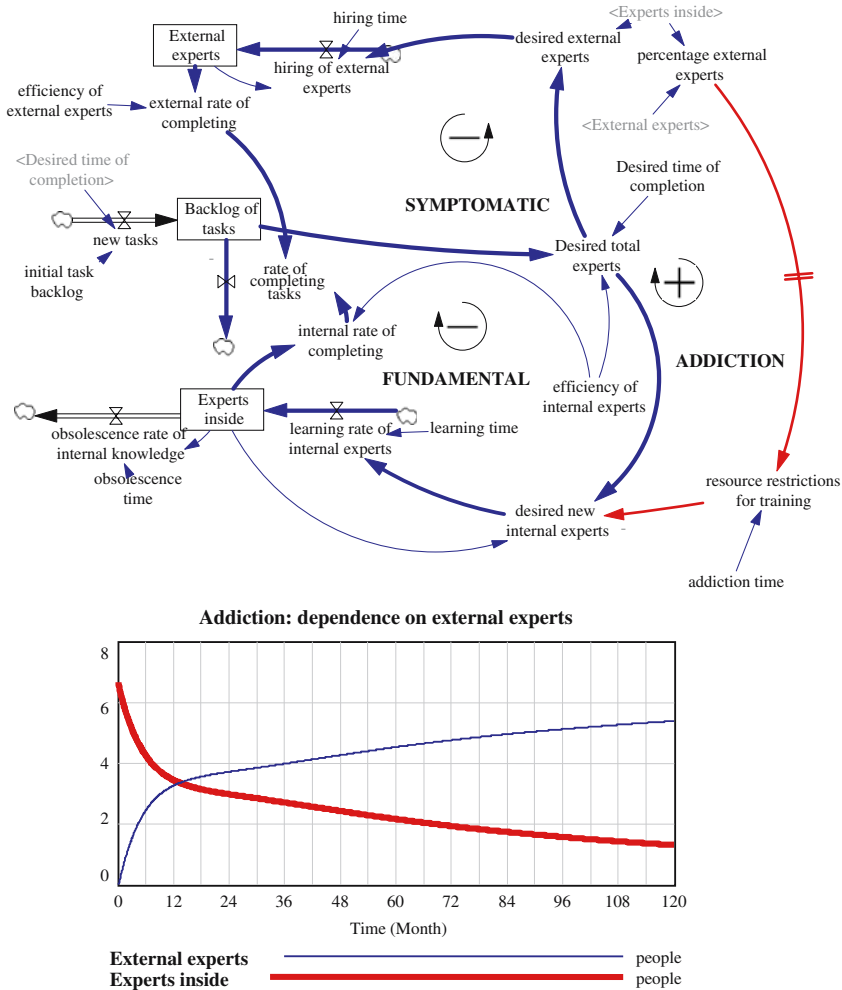 hiring time
<Experts inside>
External
experts
desired external
experts
percentage external
experts
hiring of external
experts
efficiency of
external experts
external rate of
completing
<External experts>
<Desired time of
completion>
Desired time of
completion
SYMPTOMATIC
Backlog of
tasks
new tasks
Desired total
experts
initial task
backlog
-
rate of
completing
tasks
internal rate of
completing
ADDICTION
FUNDAMENTAL
efficiency of
internal experts
Experts
inside
obsolescence rate of
internal knowledge
learning rate of
internal experts
learning time
obsolescence
time
resource restrictions
for training
desired new
internal experts
-
addiction time
Addiction: dependence on external experts
8
6
4
2
0
0 12 24 36 48 60 72 84 96 108 120
Time (Month)
External experts people
Experts inside people